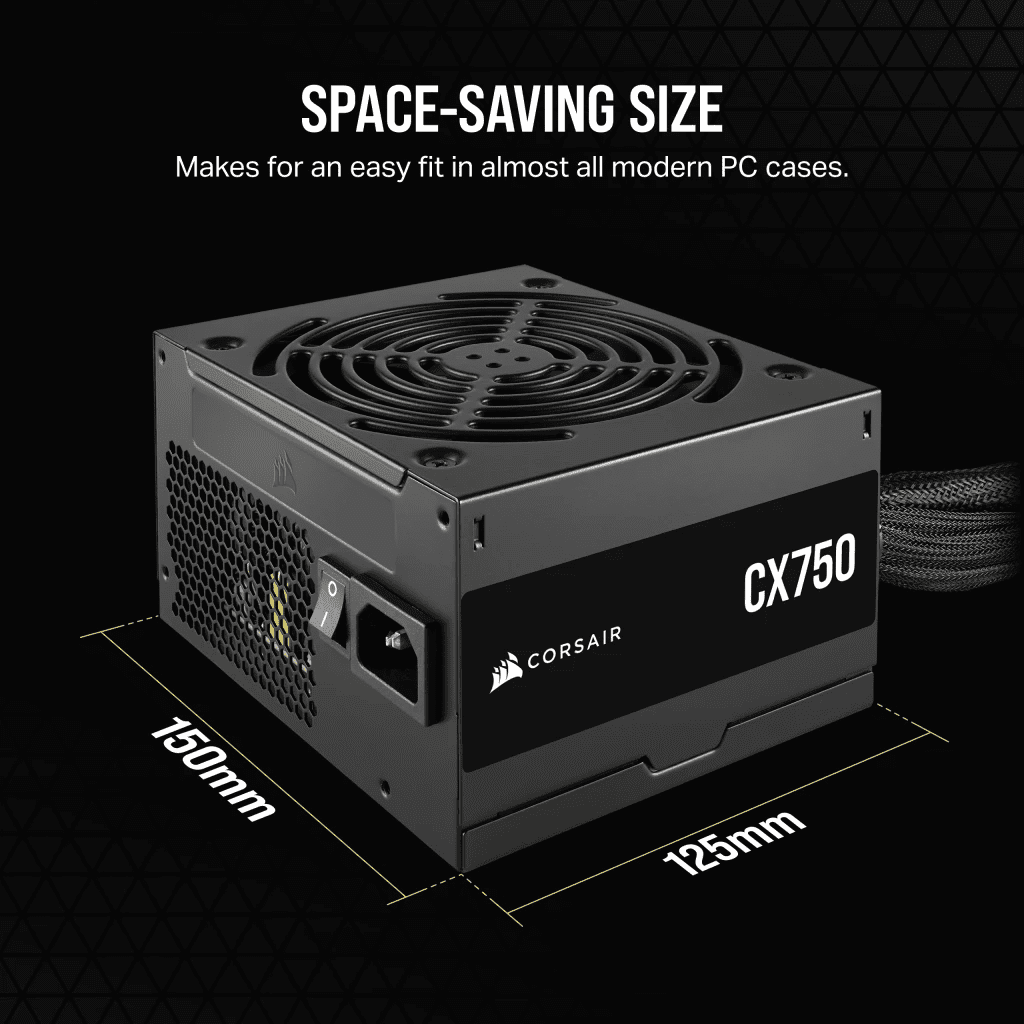 SPACE-SAVING SIZE
Makes for an easy fit in almost all modern PC cases.
CX750
CORSAIR
150mm
125mm